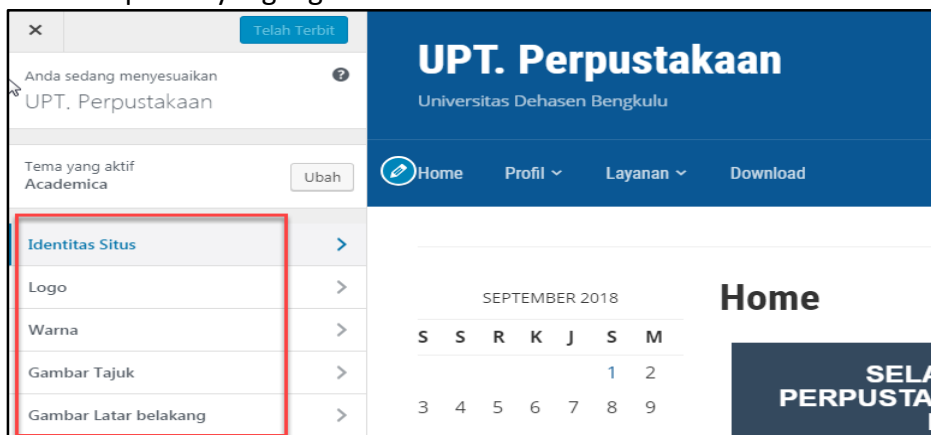 Telah Terbit
Anda sedang menyesuaikan
UPT. Perpustakaan
Tema yang aktif
Academica
Ubah
Identitas Situs
Logo
Warna
Gambar Tajuk
Gambar Latar belakang
UPT. Perpustakaan
Universitas Dehasen Bengkulu
Home Profil Layanan Download
SEPTEMBER 2018
S S R K J S M
1 2
3 4 5 6 7 8 9
Home